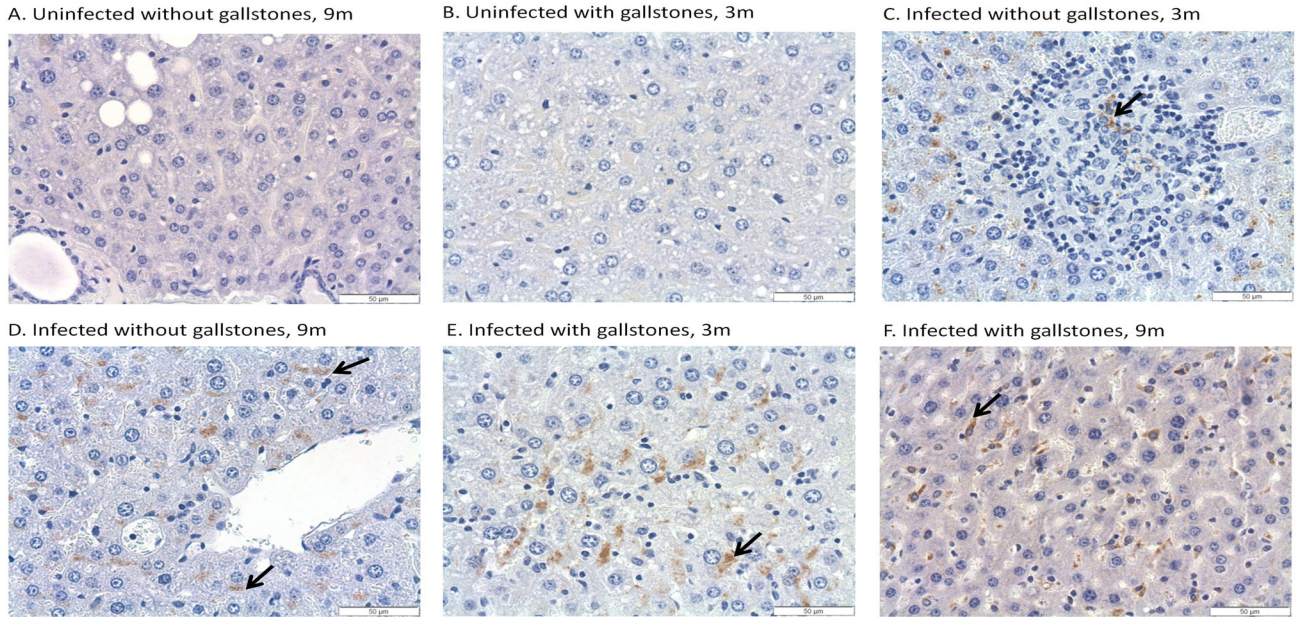 A. Uninfected without gallstones, 9m
B. Uninfected with gallstones, 3m
C. Infected without gallstones, 3m
50 µm
50 µm
50 µm
D. Infected without gallstones, 9m
E. Infected with gallstones, 3m
F. Infected with gallstones, 9m
50 µm
50 µm
50 µm